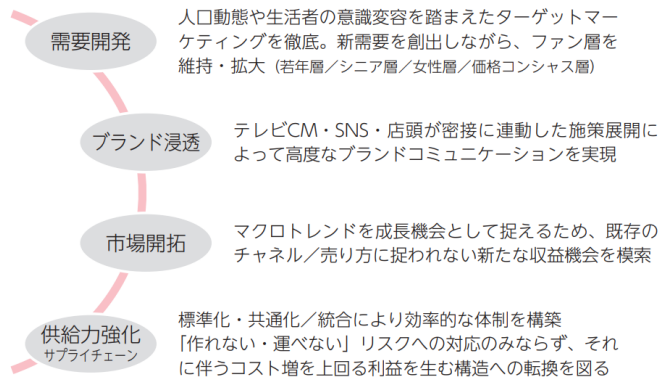 需要開発
人口動態や生活者の意識変容を踏まえたターゲットマー
ケティングを徹底。新需要を創出しながら、ファン層を
維持・拡大（若年層／シニア層／女性層／価格コンシャス層）
ブランド浸透
テレビCM・SNS・店頭が密接に連動した施策展開に
よって高度なブランドコミュニケーションを実現
市場開拓
マクロトレンドを成長機会として捉えるため、既存の
チャネル／売り方に捉われない新たな収益機会を模索
供給力強化
サプライチェーン
標準化・共通化／統合により効率的な体制を構築
「作れない・運べない」リスクへの対応のみならず、それ
に伴うコスト増を上回る利益を生む構造への転換を図る